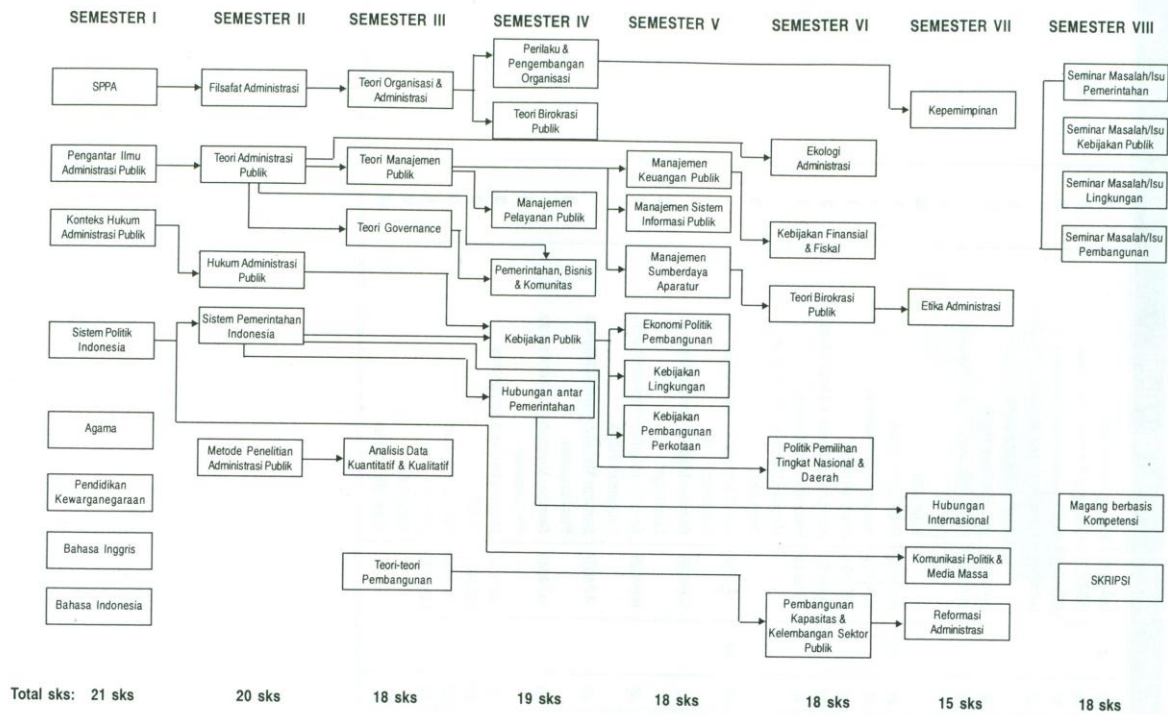 SEMESTER I
SEMESTER II
SEMESTER III
SEMESTER IV
SEMESTER V
SEMESTER VI
SEMESTER VII
SEMESTER VIII
SPPA
Pengantar Ilmu
Administrasi Publik
Konteks Hukum
Administrasi Publik
Sistem Politik
Indonesia
Agama
Pendidikan
Kewarganegaraan
Bahasa Inggris
Bahasa Indonesia
Filsafat Administrasi
Teori Administrasi
Publik
Hukum Administrasi
Publik
Sistem Pemerintahan
Indonesia
Metode Penelitian
Administrasi Publik
Teori Organisasi &
Administrasi
Teori Manajemen
Publik
Teori Governance
Analisis Data
Kuantitatif & Kualitatif
Teori-teori
Pembangunan
Perilaku &
Pengembangan
Organisasi
Teori Birokrasi
Publik
Manajemen
Pelayanan Publik
Pemerintahan, Bisnis
& Komunitas
Kebijakan Publik
Hubungan antar
Pemerintahan
Manajemen
Keuangan Publik
Manajemen Sistem
Informasi Publik
Manajemen
Sumberdaya
Aparatur
Ekonomi Politik
Pembangunan
Kebijakan
Lingkungan
Kebijakan
Pembangunan
Perkotaan
Ekologi
Administrasi
Kebijakan Finansial
& Fiskal
Teori Birokrasi
Publik
Politik Pemilihan
Tingkat Nasional &
Daerah
Pembangunan
Kapasitas &
Kelembangan Sektor
Publik
Kepemimpinan
Etika Administrasi
Hubungan
Internasional
Komunikasi Politik &
Media Massa
Reformasi
Administrasi
Seminar Masalah/Isu
Pemerintahan
Seminar Masalah/Isu
Kebijakan Publik
Seminar Masalah/Isu
Lingkungan
Seminar Masalah/Isu
Pembangunan
Magang berbasis
Kompetensi
SKRIPSI
Total sks: 21 sks
20 sks
18 sks
19 sks
18 sks
18 sks
15 sks
18 sks